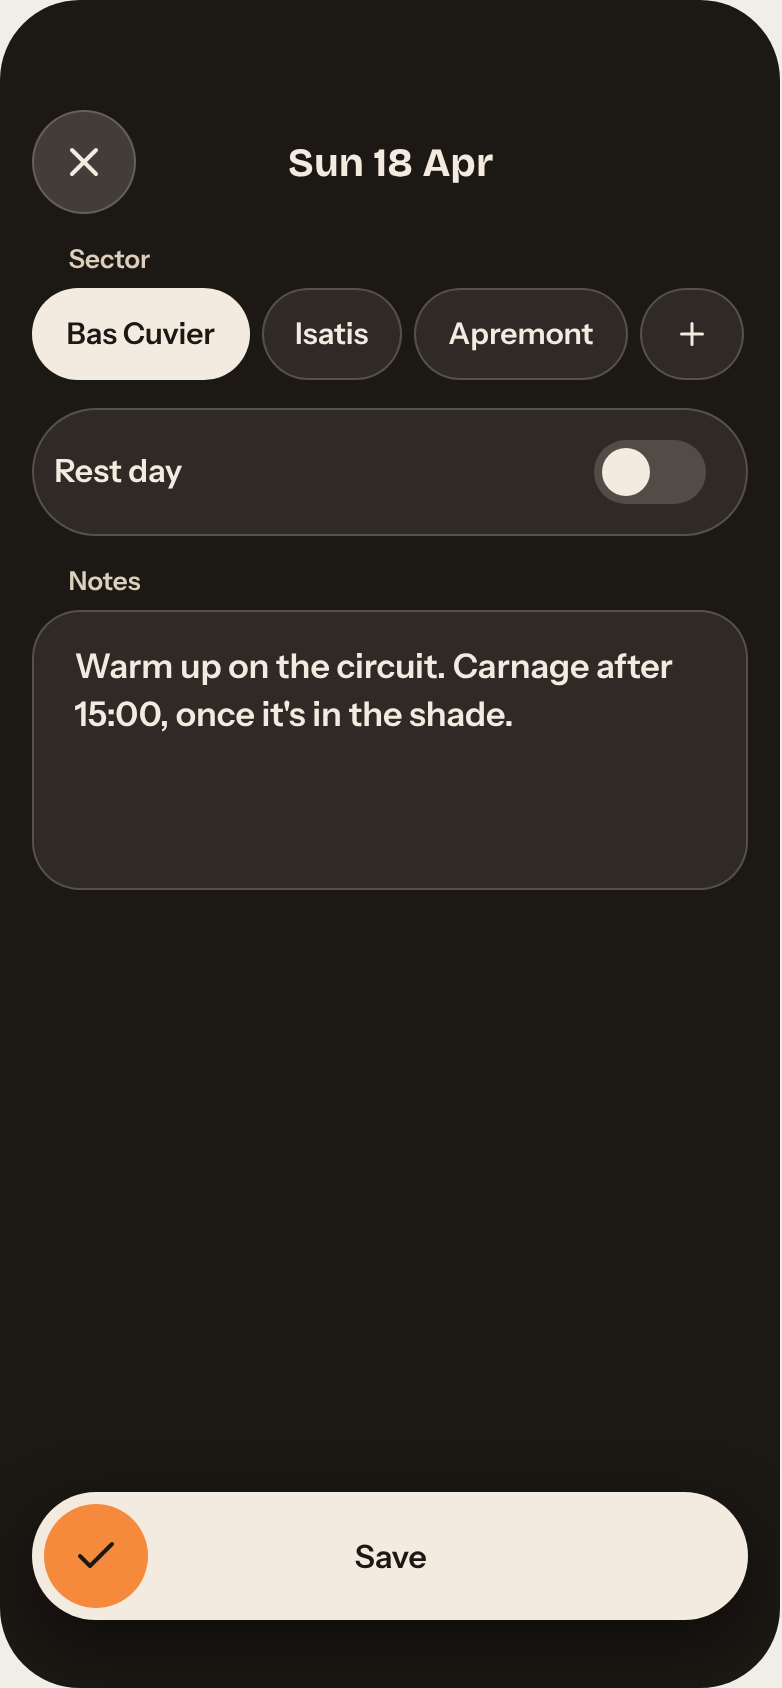 Sun 18 Apr
Sector
Bas Cuvier
Isatis
Apremont
Rest day
Notes
Warm up on the circuit. Carnage after
15:00, once it's in the shade.
Save